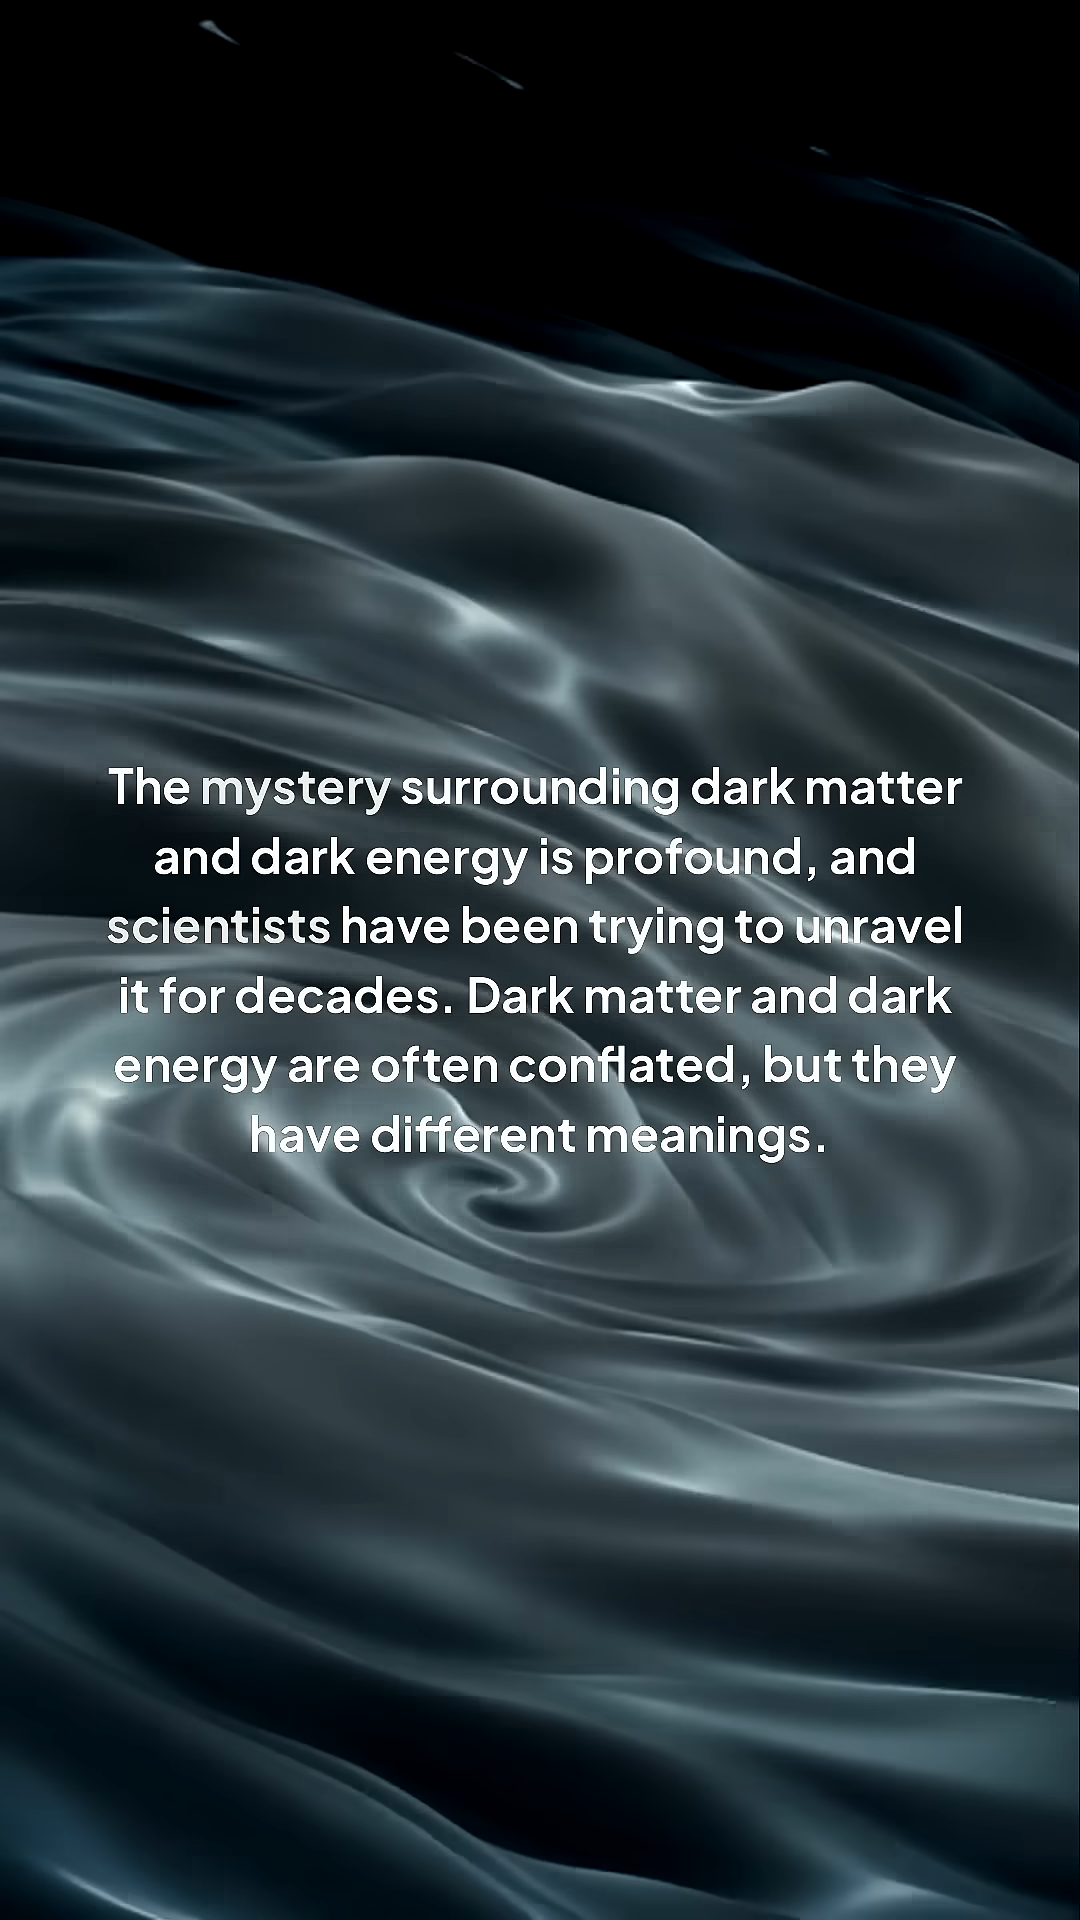 The mystery surrounding dark matter
and dark energy is profound, and
scientists have been trying to unravel
it for decades. Dark matter and dark
energy are often conflated, but they
have different meanings.